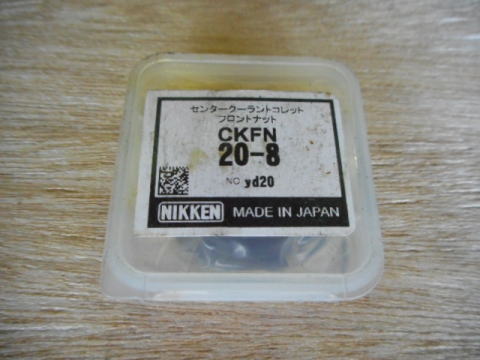 センタークーラントコレット
フロントナット
CKFN
20-8
NO yd20
NIKKEN MADE IN JAPAN